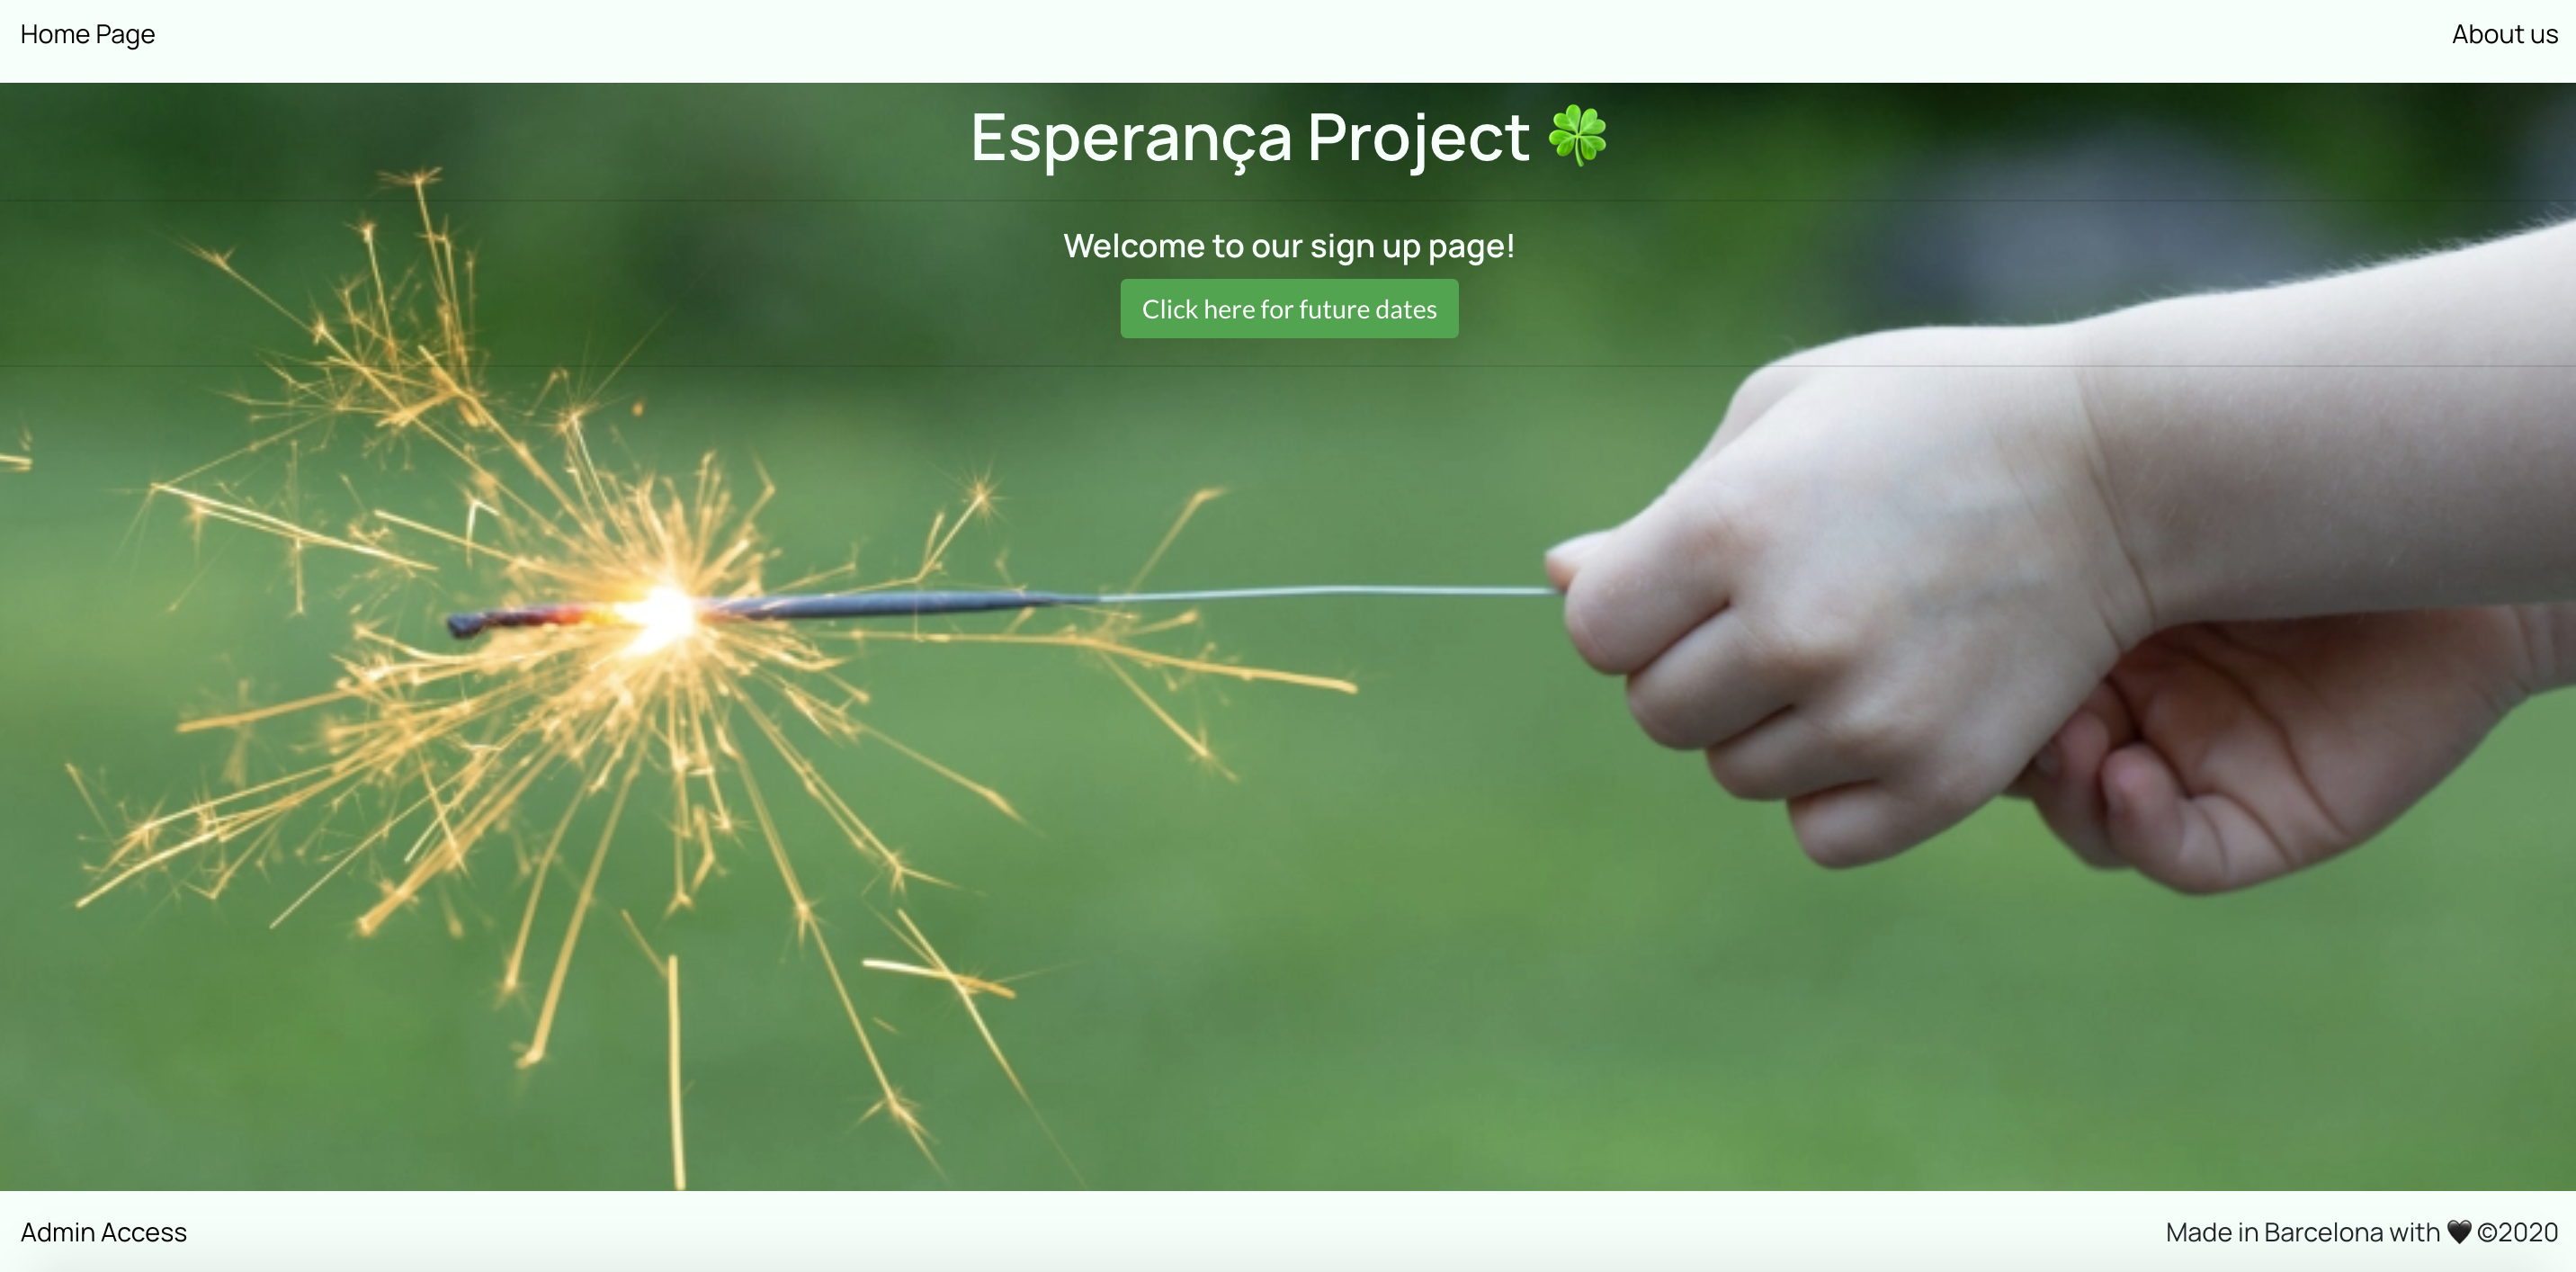 Home Page
About us
Esperança Project 🍀
Welcome to our sign up page!
Click here for future dates
Admin Access
Made in Barcelona with 🖤 ©2020